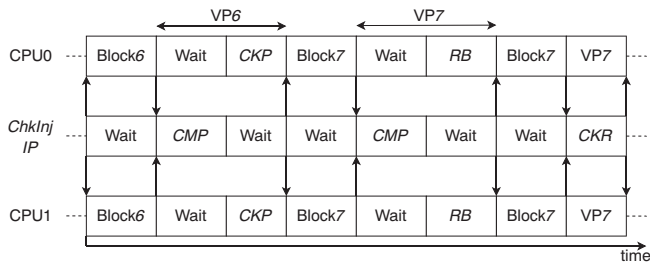 VP6 VP7
CPU0 Block6 Wait CKP Block7 Wait RB Block7 VP7
ChkInj IP Wait CMP Wait Wait CMP Wait Wait CKR
CPU1 Block6 Wait CKP Block7 Wait RB Block7 VP7
time